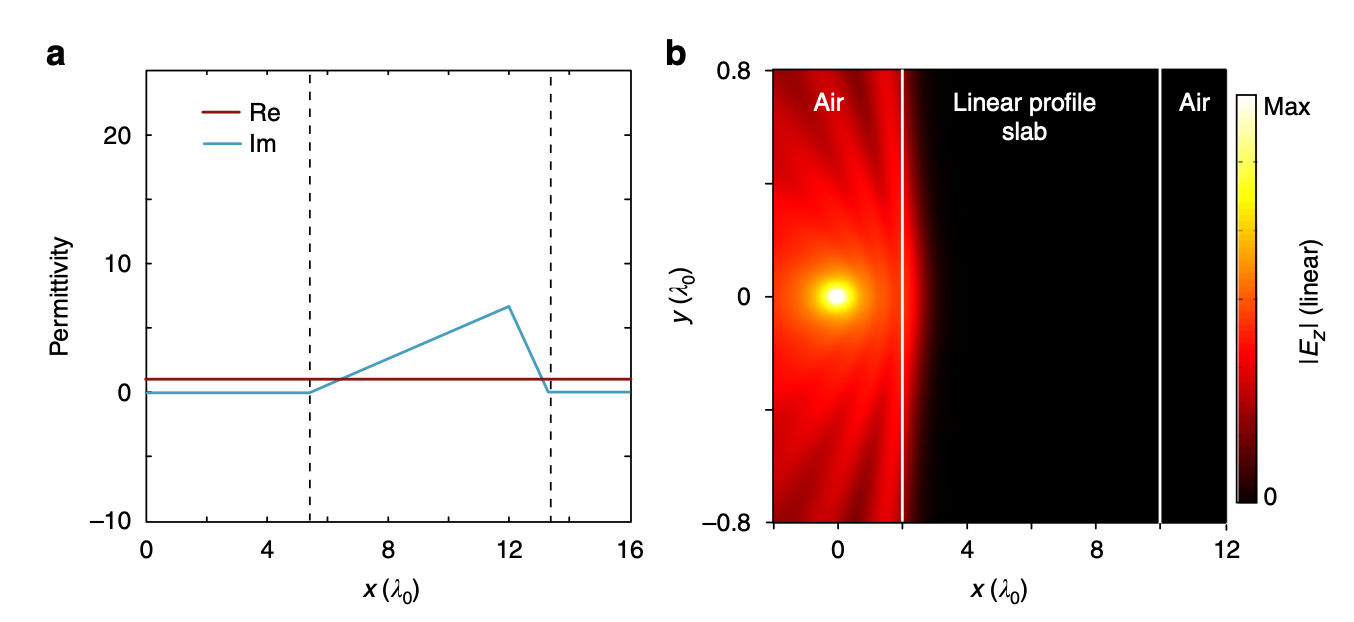 a
Permittivity
20
10
0
–10
Re
Im
0 4 8 12 16
x (λ0)
b
y (λ0)
0.8
0
–0.8
Air
Linear profile
slab
Air
0 4 8 12
x (λ0)
Max
0
|Ez| (linear)